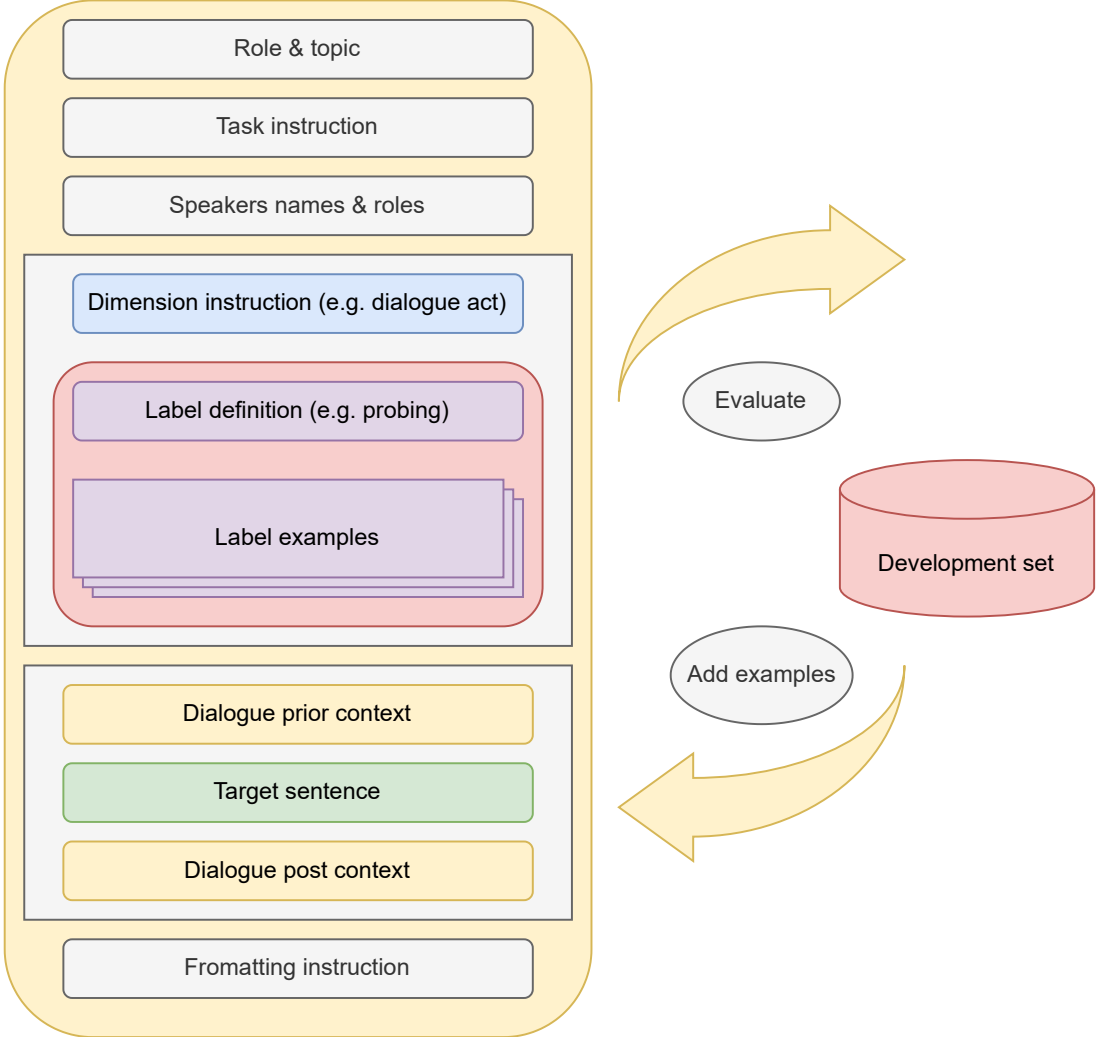 Role & topic
Task instruction
Speakers names & roles
Dimension instruction (e.g. dialogue act)
Label definition (e.g. probing)
Label examples
Dialogue prior context
Target sentence
Dialogue post context
Fromatting instruction
Evaluate
Development set
Add examples